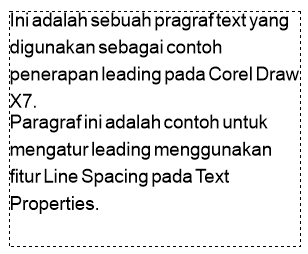 Ini adalah sebuah pragraf text yang
digunakan sebagai contoh
penerapan leading pada Corel Draw
X7.
Paragraf ini adalah contoh untuk
mengatur leading menggunakan
fitur Line Spacing pada Text
Properties.